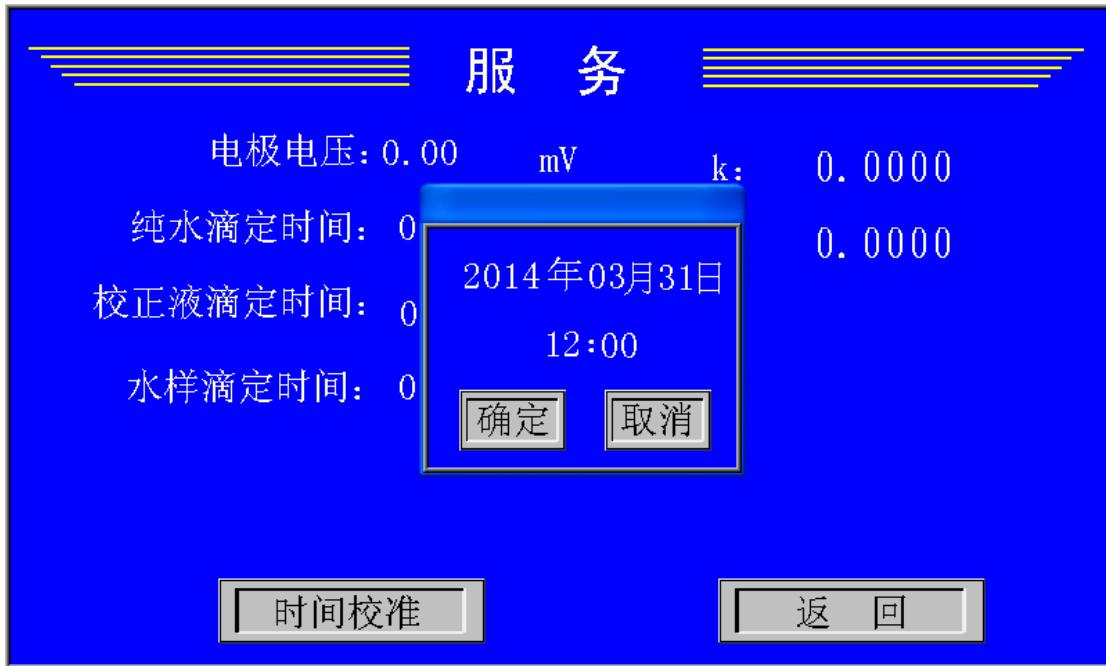 服 务
电极电压：0.00 mV k： 0.0000
纯水滴定时间： 0 0.0000
校正液滴定时间： 0
水样滴定时间： 0
2014年03月31日
12:00
确定 取消
时间校准 返 回